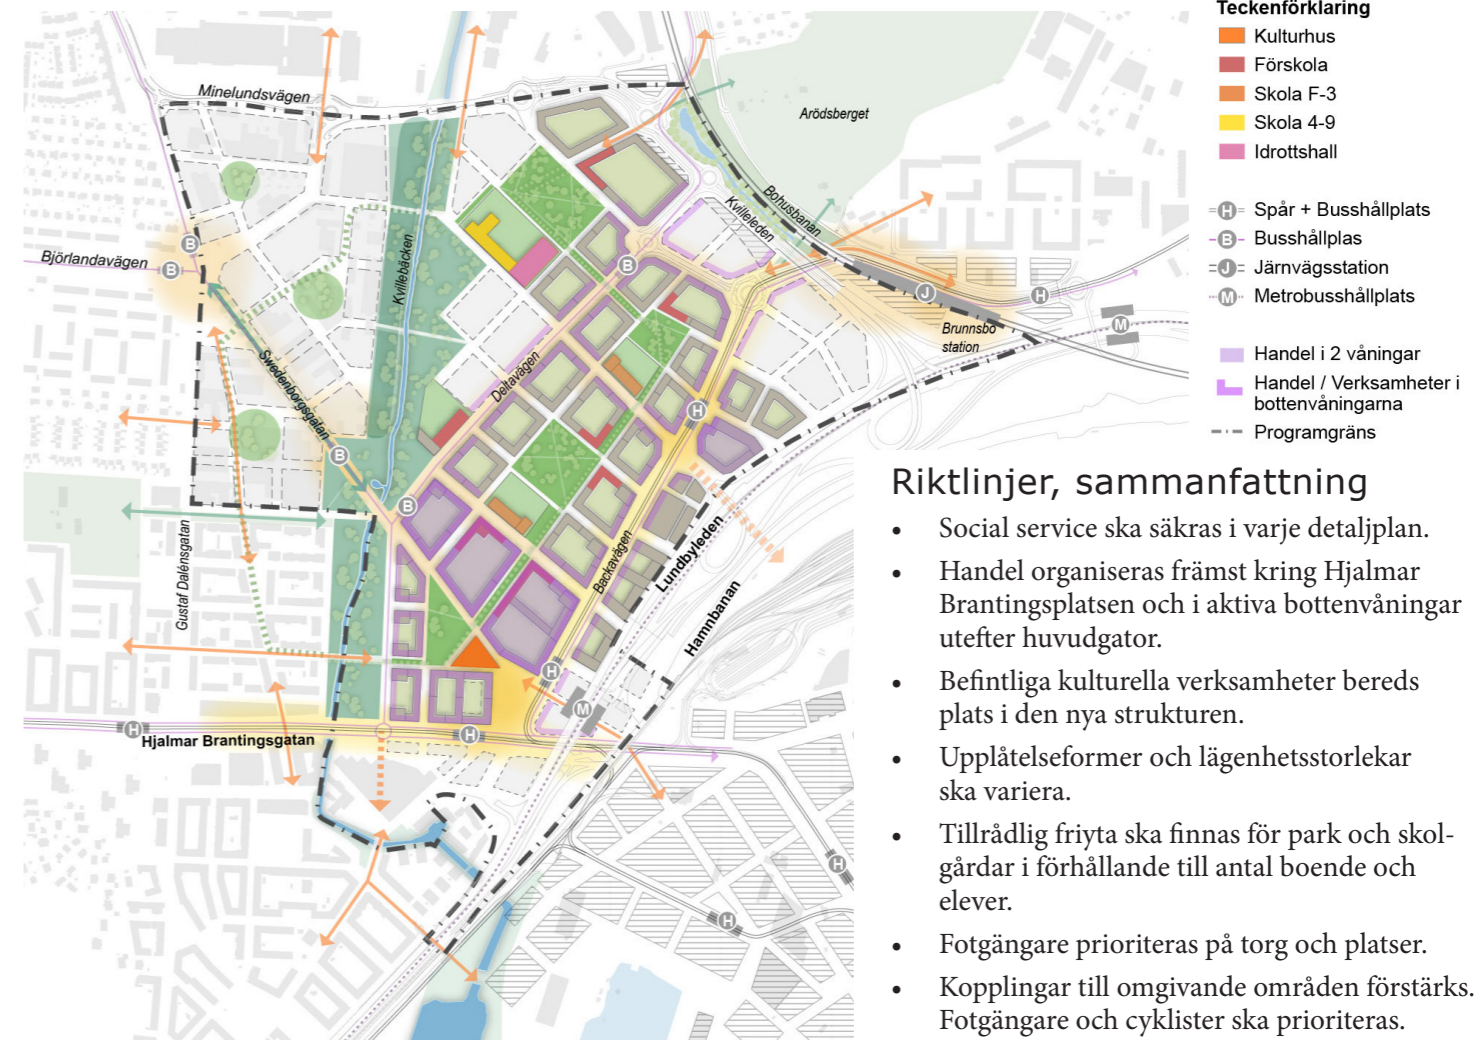 Teckenförklaring
Kulturhus
Förskola
Skola F-3
Skola 4-9
Idrottshall
H Spår + Busshållplats
B Busshållplas
J Järnvägsstation
M Metrobusshållplats
Handel i 2 våningar
Handel / Verksamheter i
bottenvåningarna
Programgräns
Minelundsvägen
Arödsberget
Bohusbanan
Kvilleleden
Kvillebäcken
Björlandavägen
B
B
B
J
H
M
Brunnsbo
station
Swedenborgsgatan
Deltavägen
H
B
B
Gustaf Dalénsgatan
Backavägen
Lundbyleden
Hamnbanan
H
M
H
H
Hjalmar Brantingsgatan
H
H
Riktlinjer, sammanfattning
• Social service ska säkras i varje detaljplan.
• Handel organiseras främst kring Hjalmar
Brantingsplatsen och i aktiva bottenvåningar
utefter huvudgator.
• Befintliga kulturella verksamheter bereds
plats i den nya strukturen.
• Upplåtelseformer och lägenhetsstorlekar
ska variera.
• Tillrådlig friyta ska finnas för park och skol-
gårdar i förhållande till antal boende och
elever.
• Fotgängare prioriteras på torg och platser.
• Kopplingar till omgivande områden förstärks.
Fotgängare och cyklister ska prioriteras.